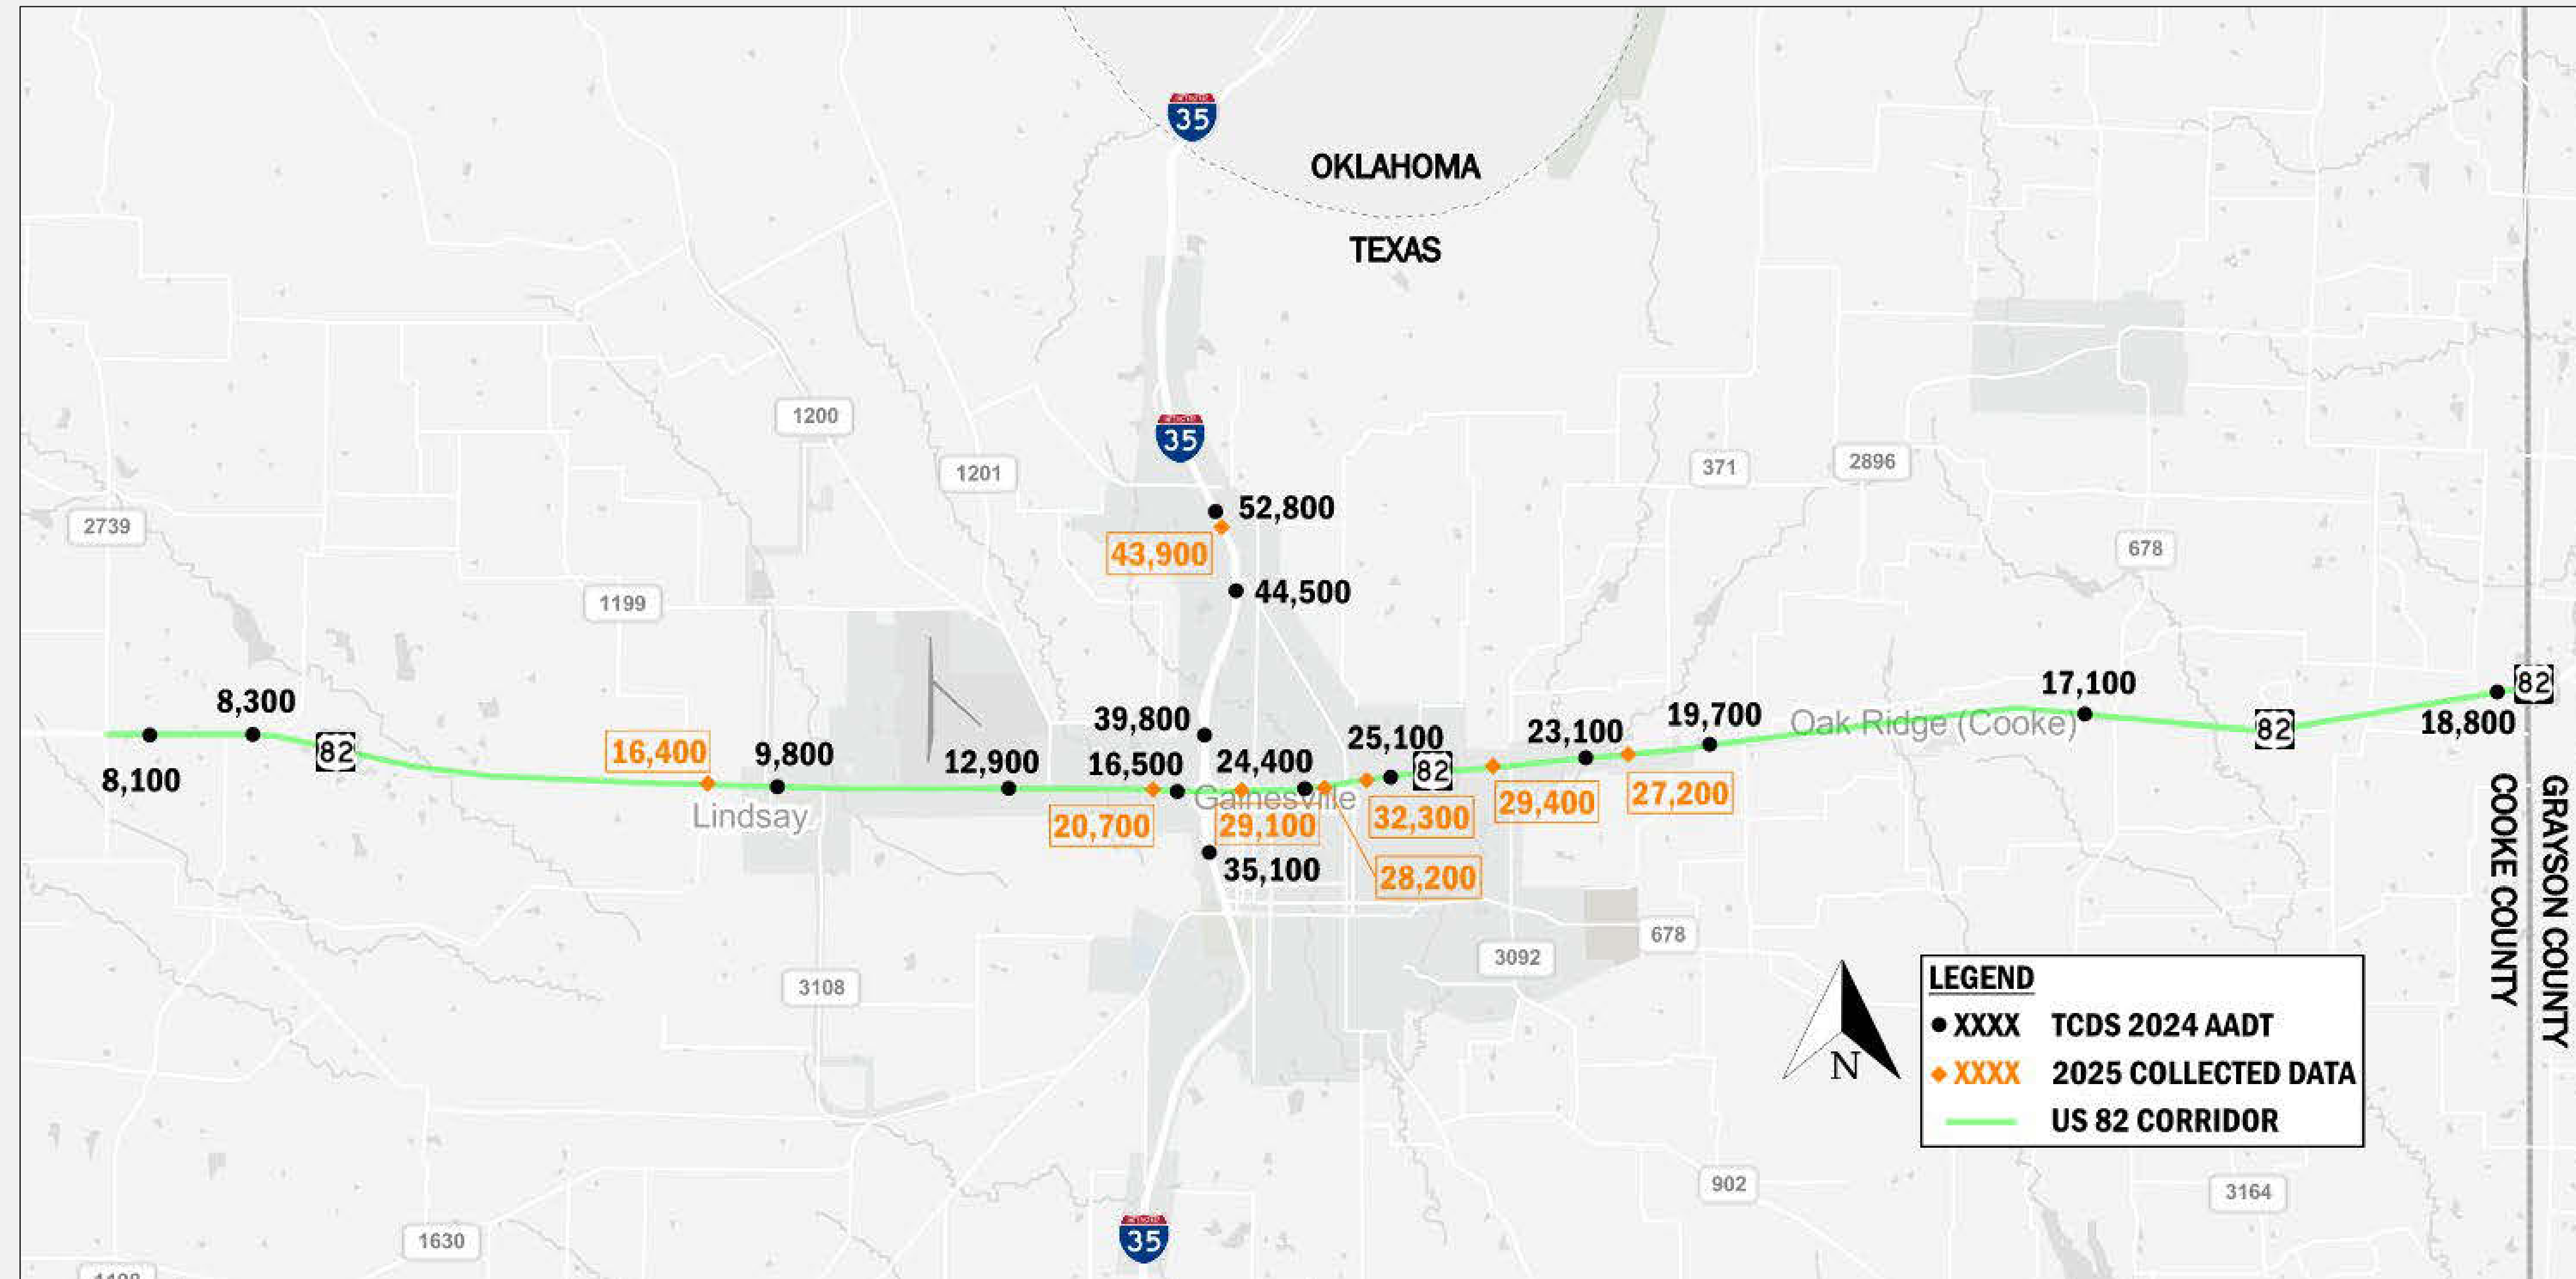 INTERSTATE
35
OKLAHOMA
TEXAS
1200
INTERSTATE
35
1201
371
2896
2739
52,800
43,900
678
44,500
1199
8,300
39,800
25,100
23,100
19,700
17,100
82
82
16,400
9,800
12,900
16,500
24,400
82
Oak Ridge (Cooke)
82
18,800
8,100
Lindsay
Gainesville
20,700
29,100
32,300
29,400
27,200
35,100
28,200
COOKE COUNTY
GRAYSON COUNTY
678
3092
3108
N
LEGEND
XXXX TCDS 2024 AADT
XXXX 2025 COLLECTED DATA
US 82 CORRIDOR
902
3164
1630
INTERSTATE
35